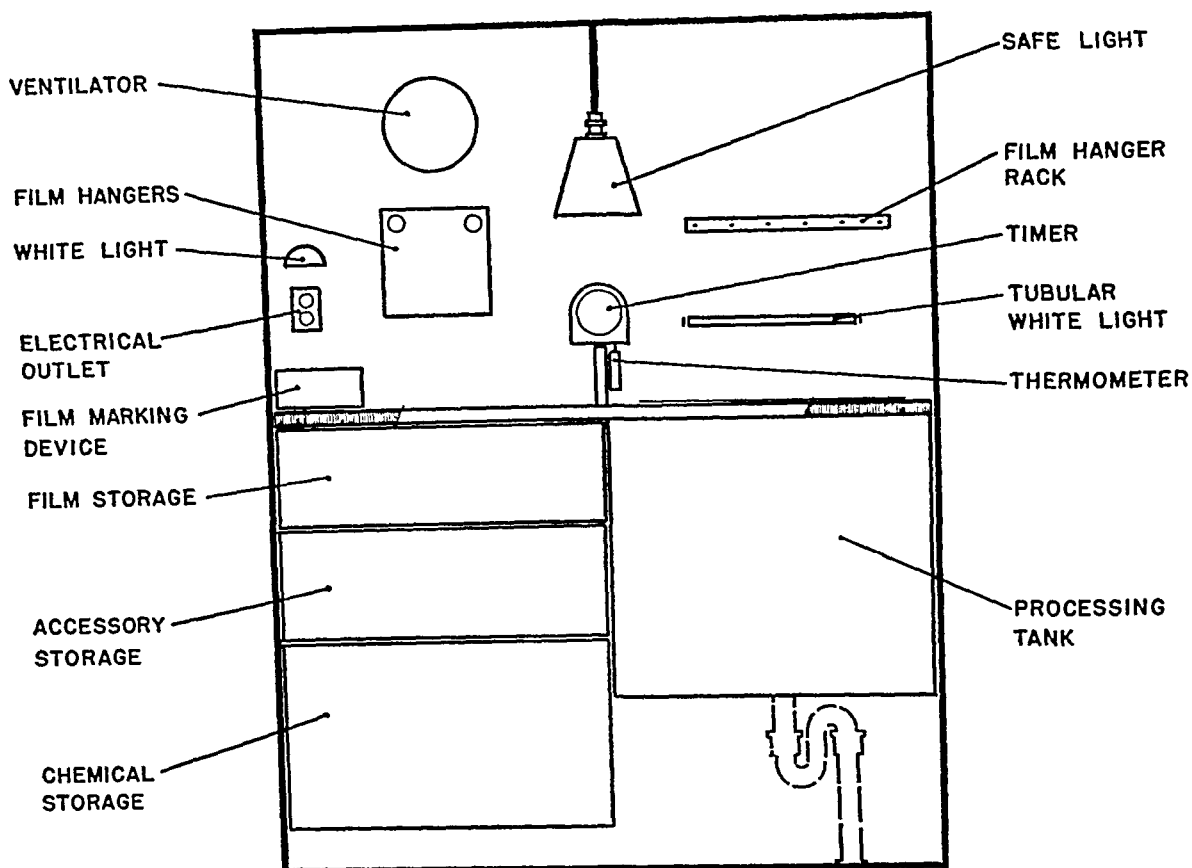 VENTILATOR
FILM HANGERS
WHITE LIGHT
ELECTRICAL
OUTLET
FILM MARKING
DEVICE
FILM STORAGE
ACCESSORY
STORAGE
CHEMICAL
STORAGE
SAFE LIGHT
FILM HANGER
RACK
TIMER
TUBULAR
WHITE LIGHT
THERMOMETER
PROCESSING
TANK